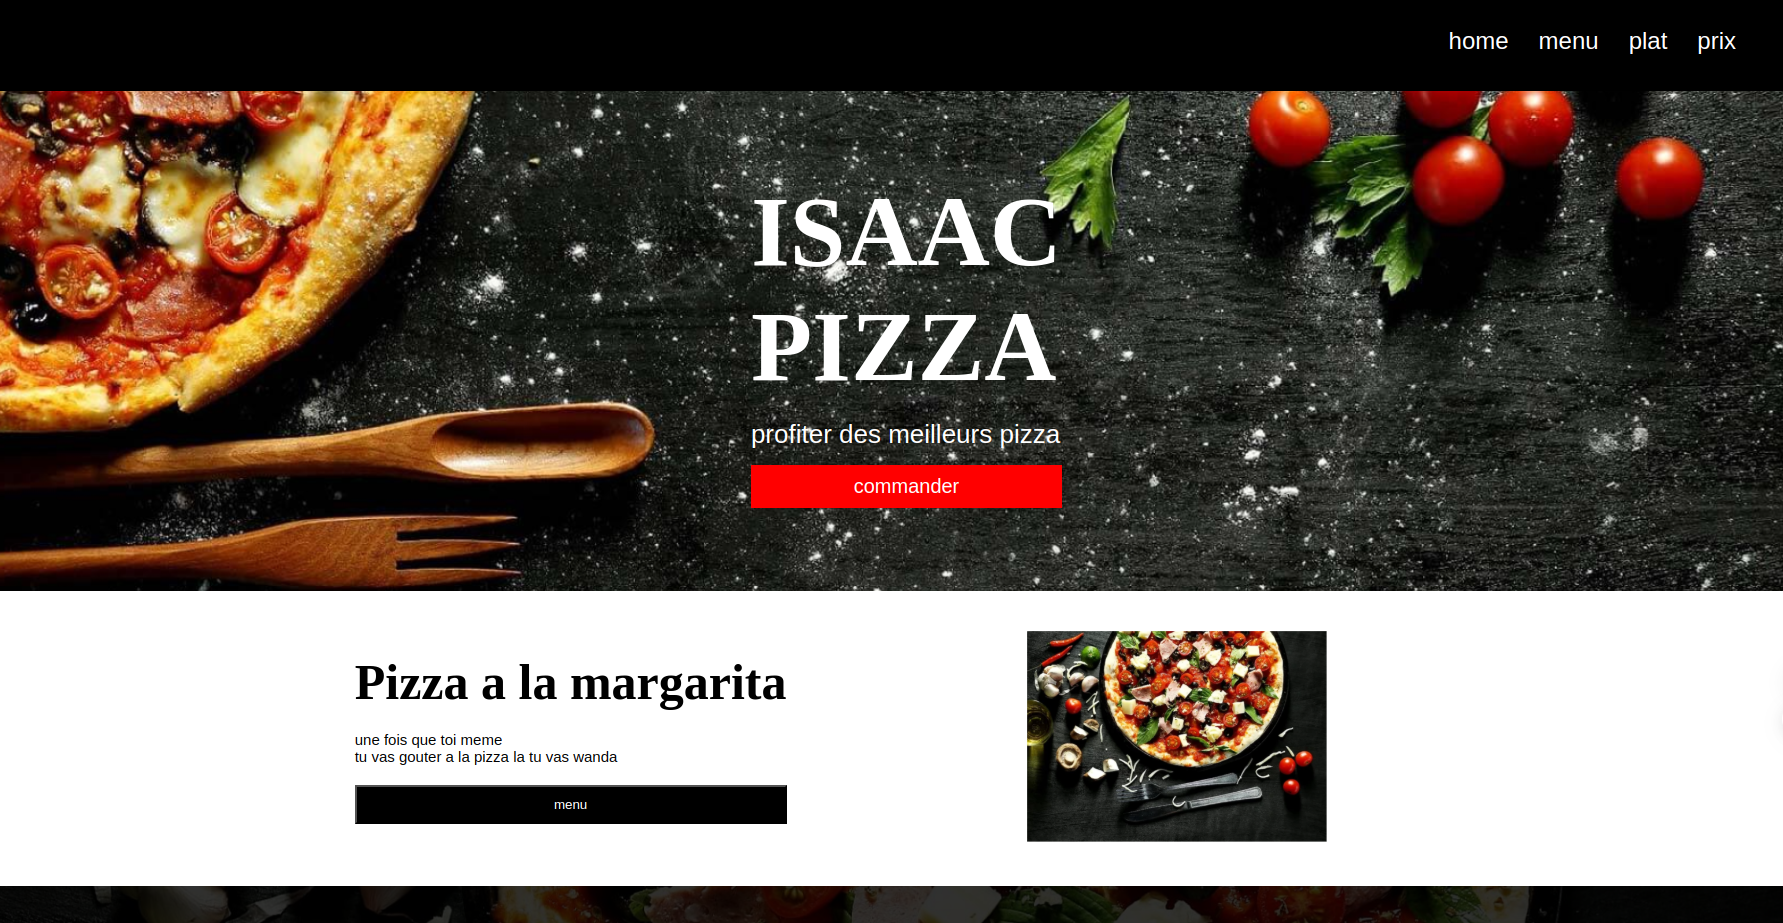 home menu plat prix
ISAAC
PIZZA
profiter des meilleurs pizza
commander
Pizza a la margarita
une fois que toi meme
tu vas gouter a la pizza la tu vas wanda
menu